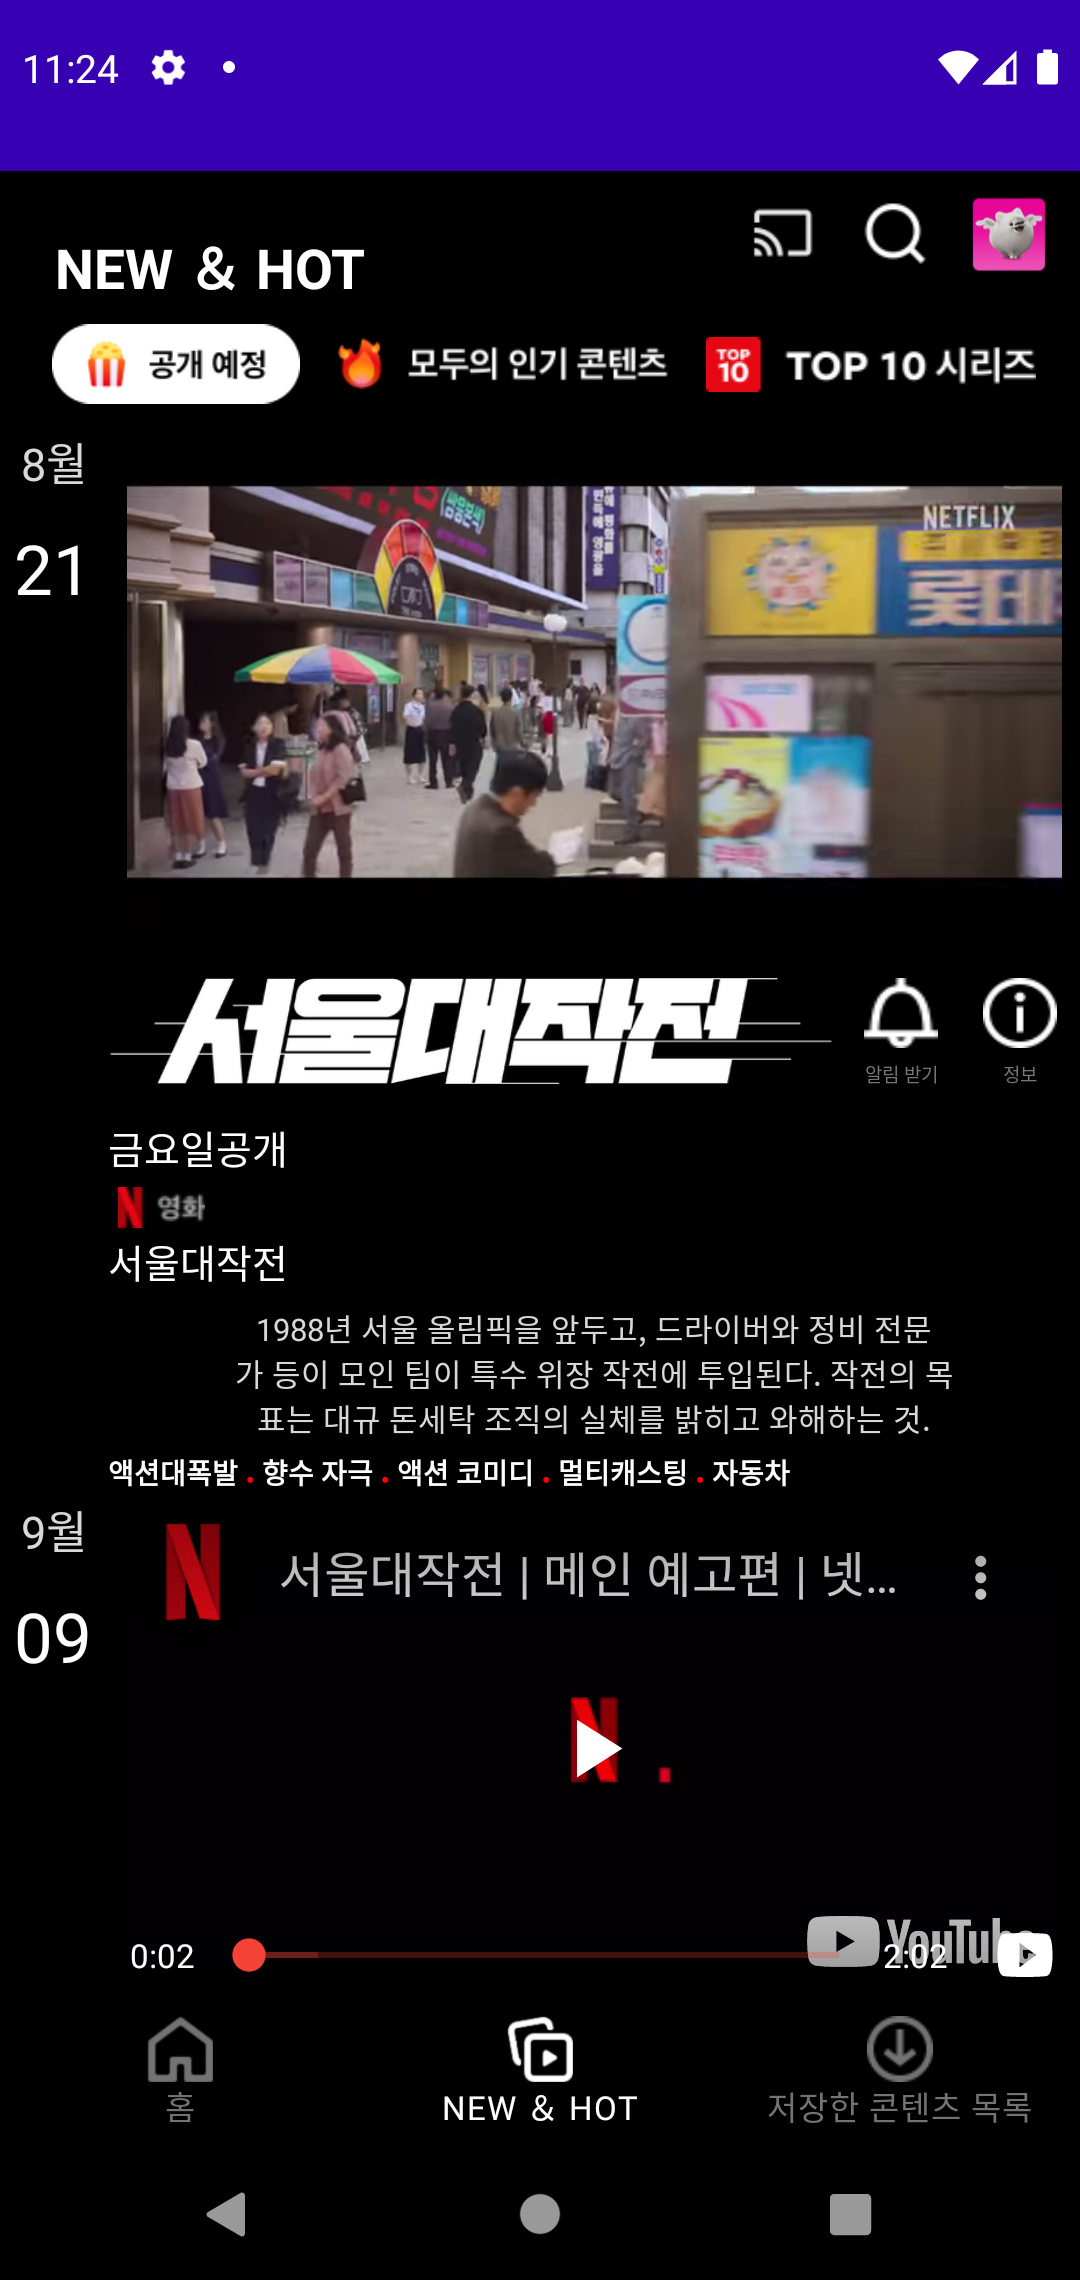 11:24
NEW & HOT
공개 예정
모두의 인기 콘텐츠
TOP 10
TOP 10 시리즈
8월
21
NETFLIX
롯데
서울대작전
알림 받기
정보
금요일공개
N 영화
서울대작전
1988년 서울 올림픽을 앞두고, 드라이버와 정비 전문
가 등이 모인 팀이 특수 위장 작전에 투입된다. 작전의 목
표는 대규 돈세탁 조직의 실체를 밝히고 와해하는 것.
액션대폭발 . 향수 자극 . 액션 코미디 . 멀티캐스팅 . 자동차
9월
09
N 서울대작전 | 메인 예고편 | 넷...
N .
0:02
2:02
YouTube
홈
NEW & HOT
저장한 콘텐츠 목록